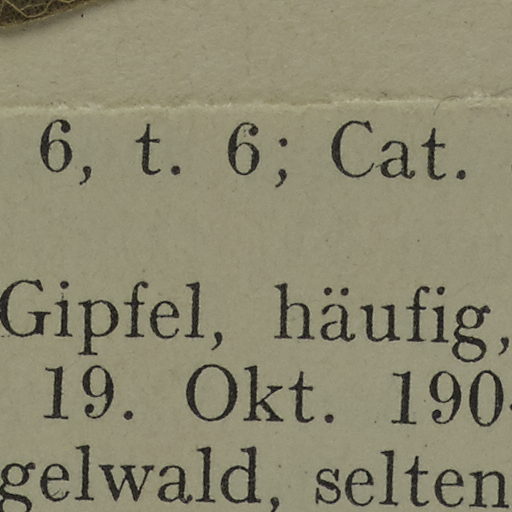 6, t. 6; Cat.
Gipfel, häufig,
19. Okt. 190
gelwald, selten